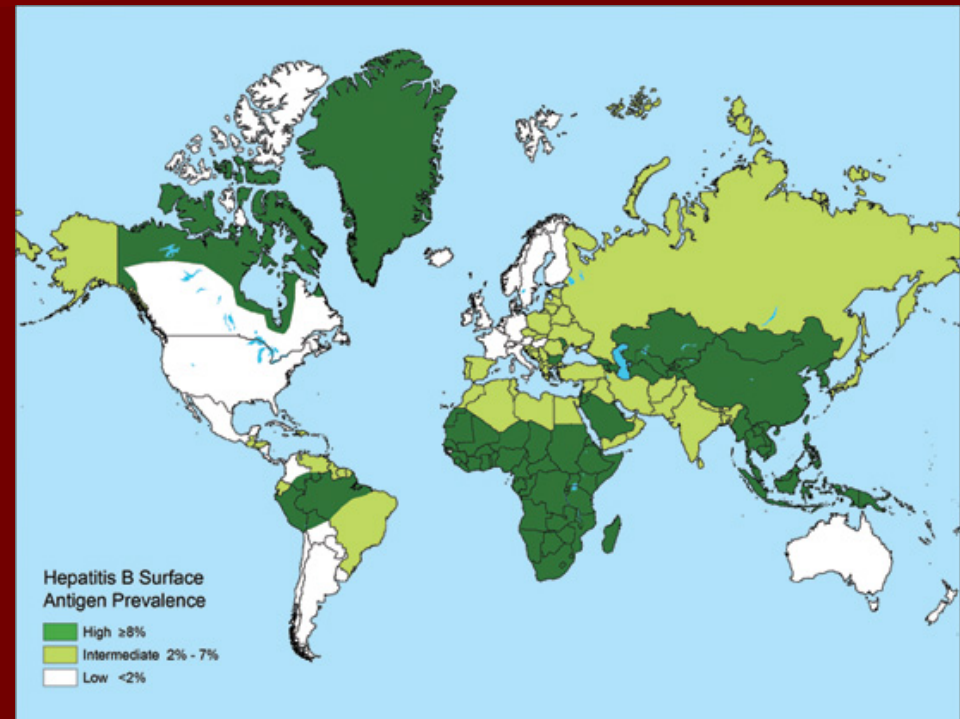 Hepatitis B Surface
Antigen Prevalence
High ≥8%
Intermediate 2% - 7%
Low <2%